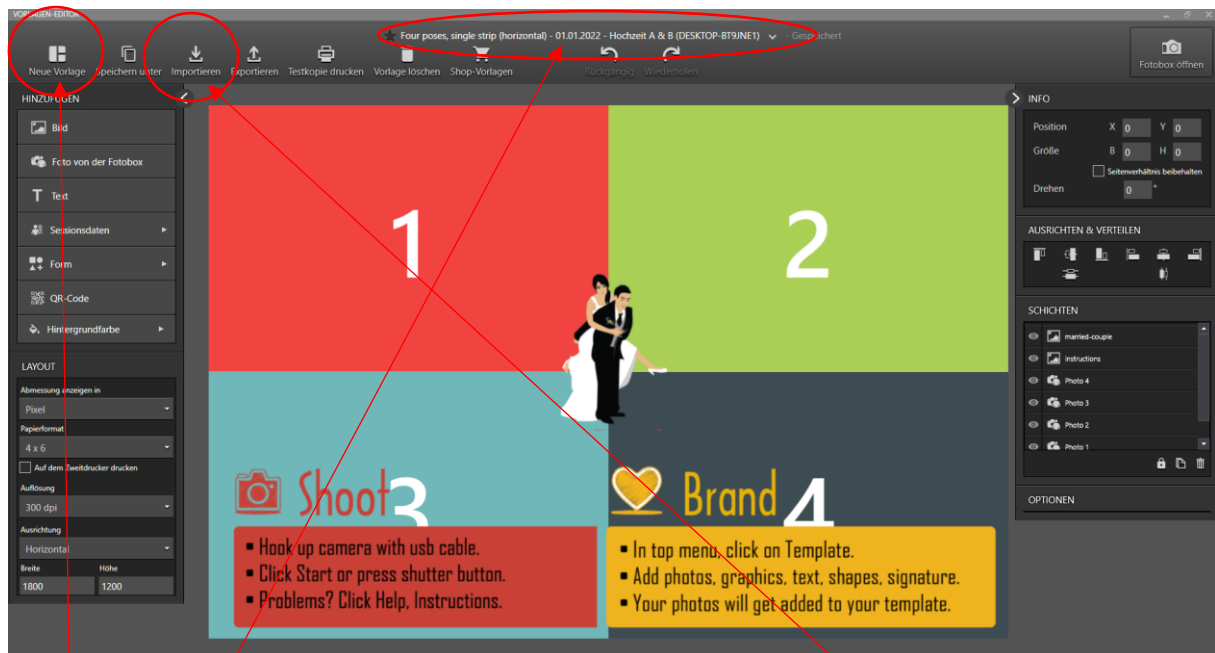 VORLAGEN-EDITOR
Four poses, single strip (horizontal) - 01.01.2022 - Hochzeit A & B (DESKTOP-BT9JNE1) - Gespeichert
Neue Vorlage Speichern unter Importieren Exportieren Testkopie drucken Vorlage löschen Shop-Vorlagen Rückgängig Wiederholen
Fotobox öffnen
HINZUFÜGEN
Bild
Foto von der Fotobox
Text
Sessionsdaten
Form
QR-Code
Hintergrundfarbe
LAYOUT
Abmessung anzeigen in
Pixel
Papierformat
4 x 6
Auf dem Zweitdrucker drucken
Auflösung
300 dpi
Ausrichtung
Horizontal
Breite Höhe
1800 1200
1
2
3
4
Shoot
Hook up camera with usb cable.
Click Start or press shutter button.
Problems? Click Help, Instructions.
Brand
In top menu, click on Template.
Add photos, graphics, text, shapes, signature.
Your photos will get added to your template.
INFO
Position X 0 Y 0
Größe B 0 H 0
Seitenverhältnis beibehalten
Drehen 0 °
AUSRICHTEN & VERTEILEN
SCHICHTEN
married-couple
instructions
Photo 4
Photo 3
Photo 2
Photo 1
OPTIONEN